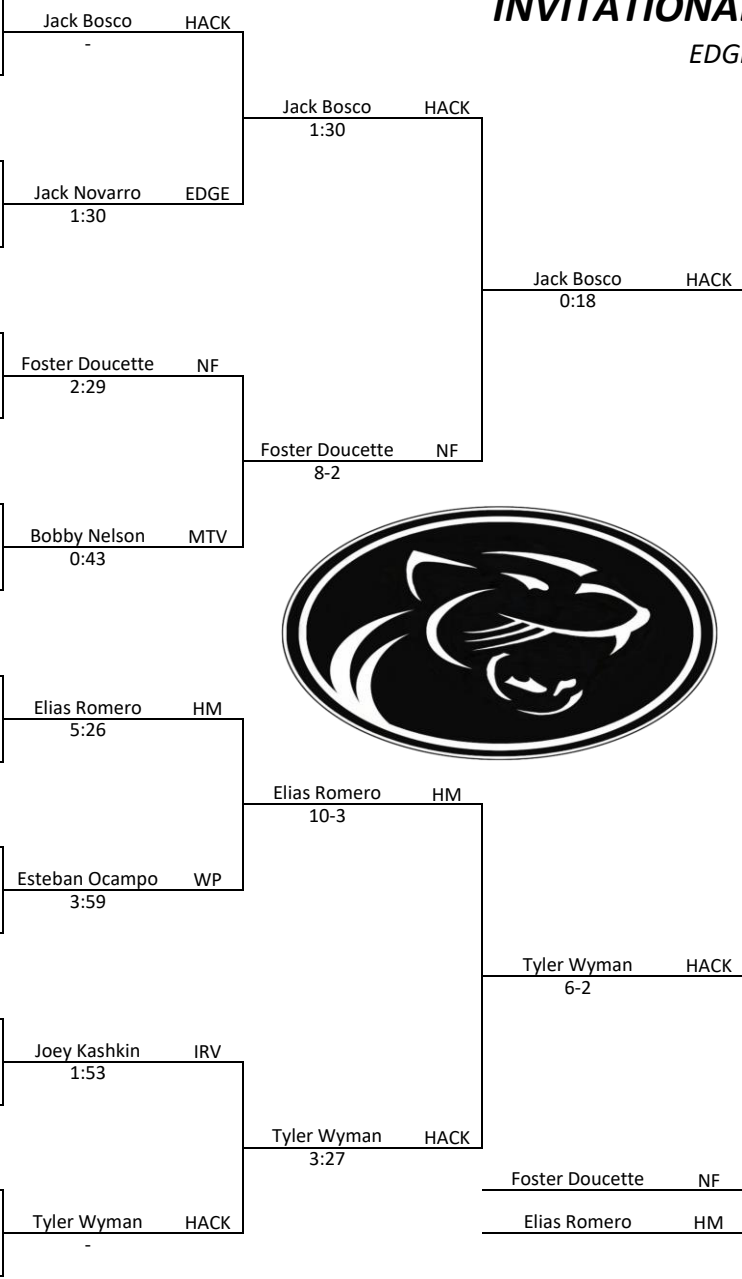 INVITATIONAL
Jack Bosco HACK
-
EDGE
Jack Bosco HACK
1:30
Jack Novarro EDGE
1:30
Jack Bosco HACK
0:18
Foster Doucette NF
2:29
Foster Doucette NF
8-2
Bobby Nelson MTV
0:43
Elias Romero HM
5:26
Elias Romero HM
10-3
Esteban Ocampo WP
3:59
Tyler Wyman HACK
6-2
Joey Kashkin IRV
1:53
Tyler Wyman HACK
3:27
Foster Doucette NF
Tyler Wyman HACK
-
Elias Romero HM